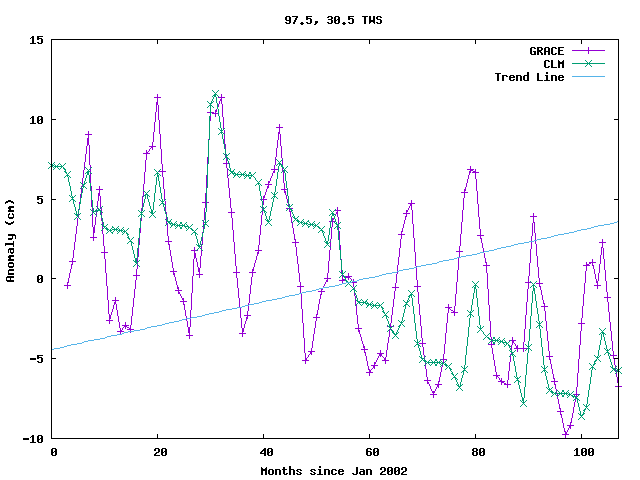 97.5, 30.5 TWS
GRACE
CLM
Trend Line
15
10
5
0
-5
-10
Anomaly (cm)
0 20 40 60 80 100
Months since Jan 2002